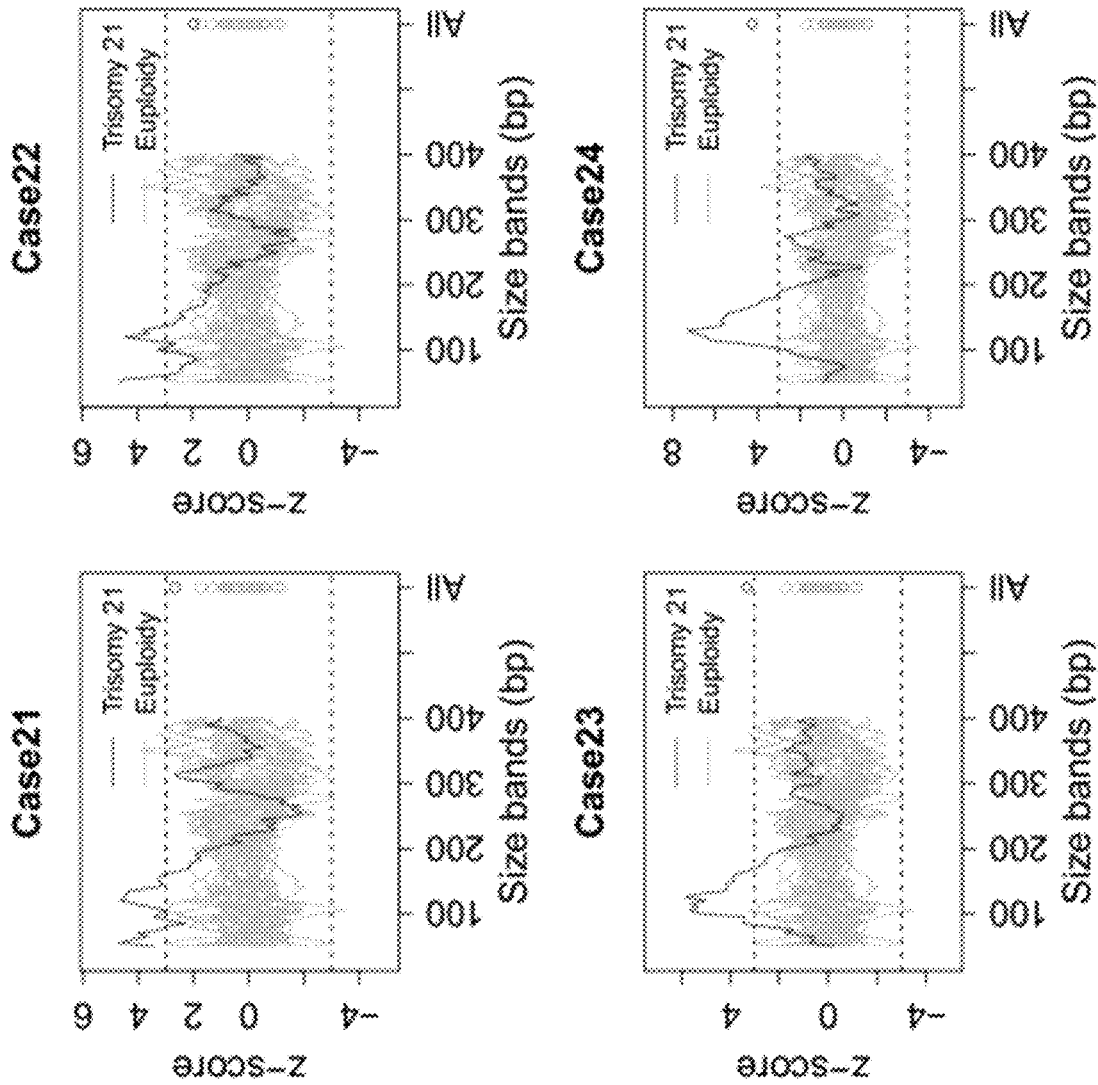 Case21
Trisomy 21
Euploidy
z-score
6
4
2
0
-4
100
200
300
400
All
Size bands (bp)
Case22
Trisomy 21
Euploidy
z-score
6
4
2
0
-4
100
200
300
400
All
Size bands (bp)
Case23
Trisomy 21
Euploidy
z-score
4
0
-4
100
200
300
400
All
Size bands (bp)
Case24
Trisomy 21
Euploidy
z-score
8
4
0
-4
100
200
300
400
All
Size bands (bp)